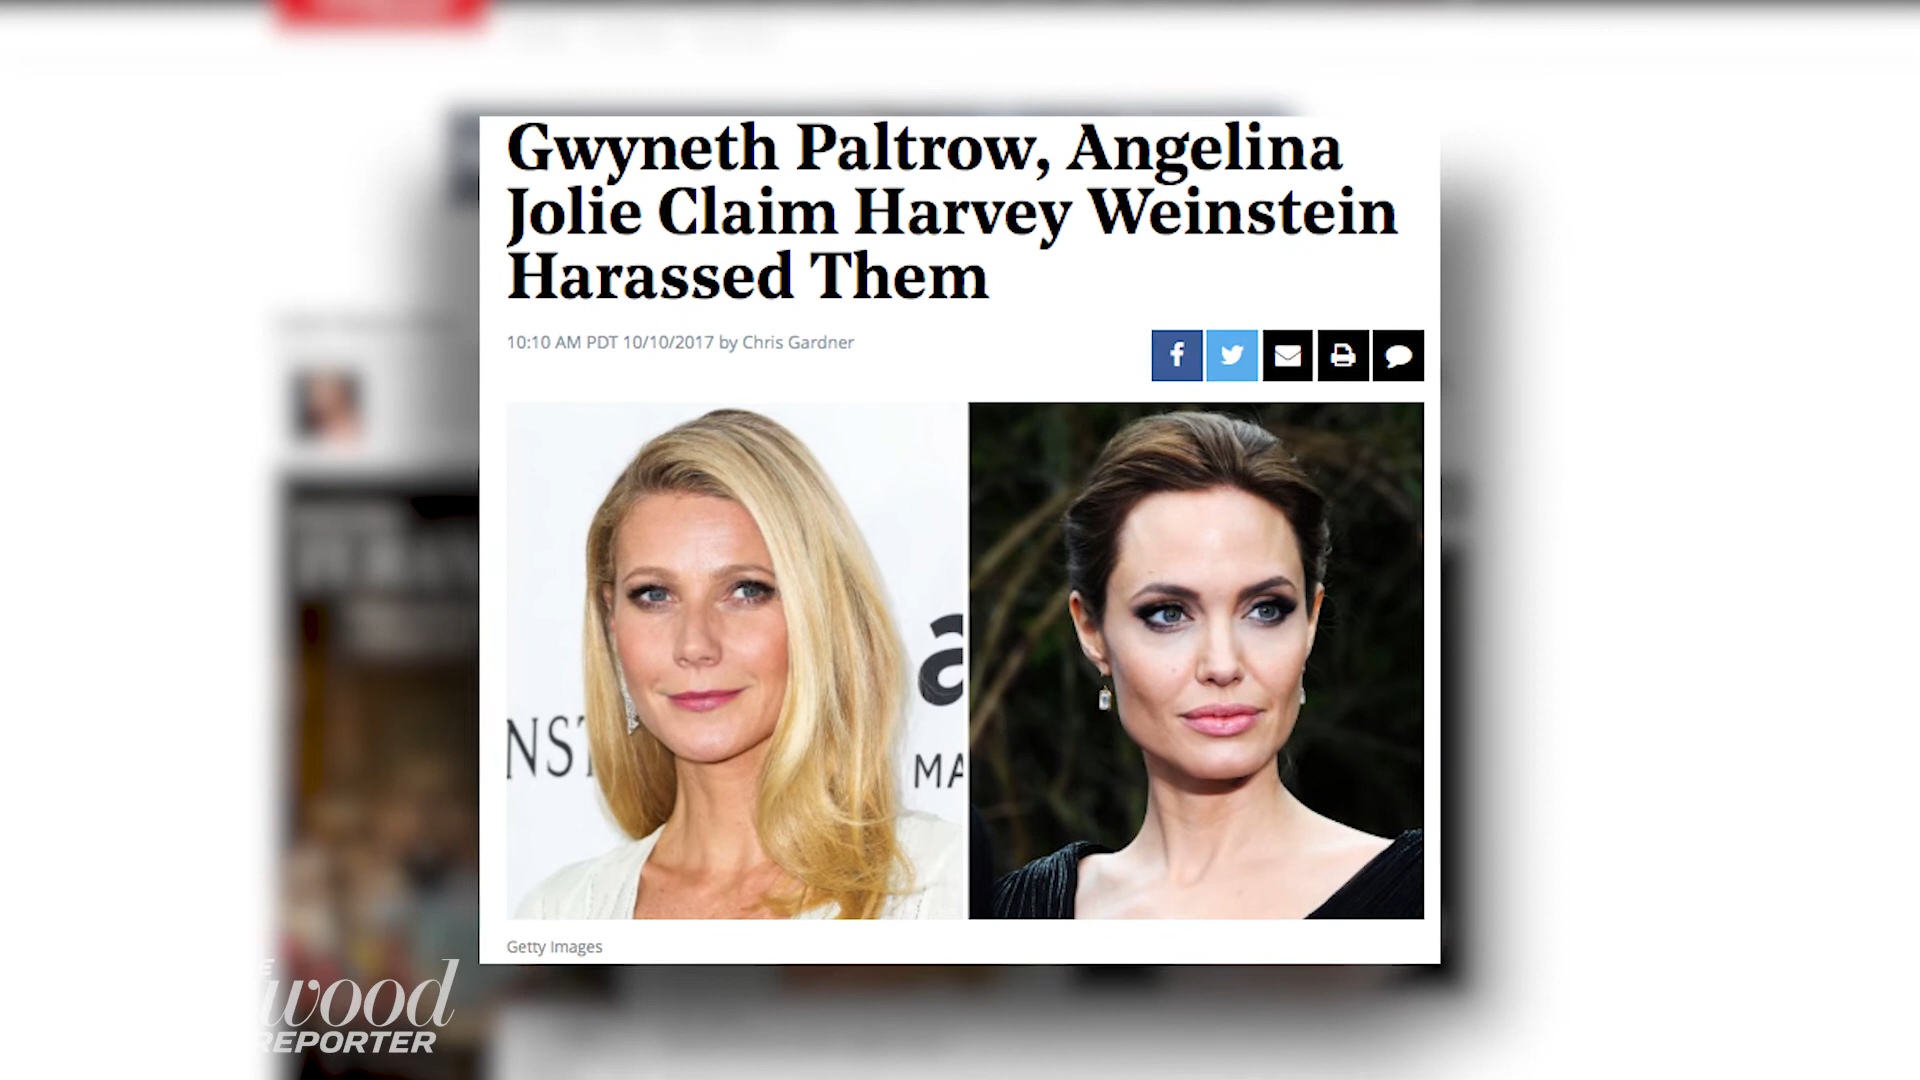 Gwyneth Paltrow, Angelina
Jolie Claim Harvey Weinstein
Harassed Them
10:10 AM PDT 10/10/2017 by Chris Gardner
f
a
NST
MA
Getty Images
wood
REPORTER